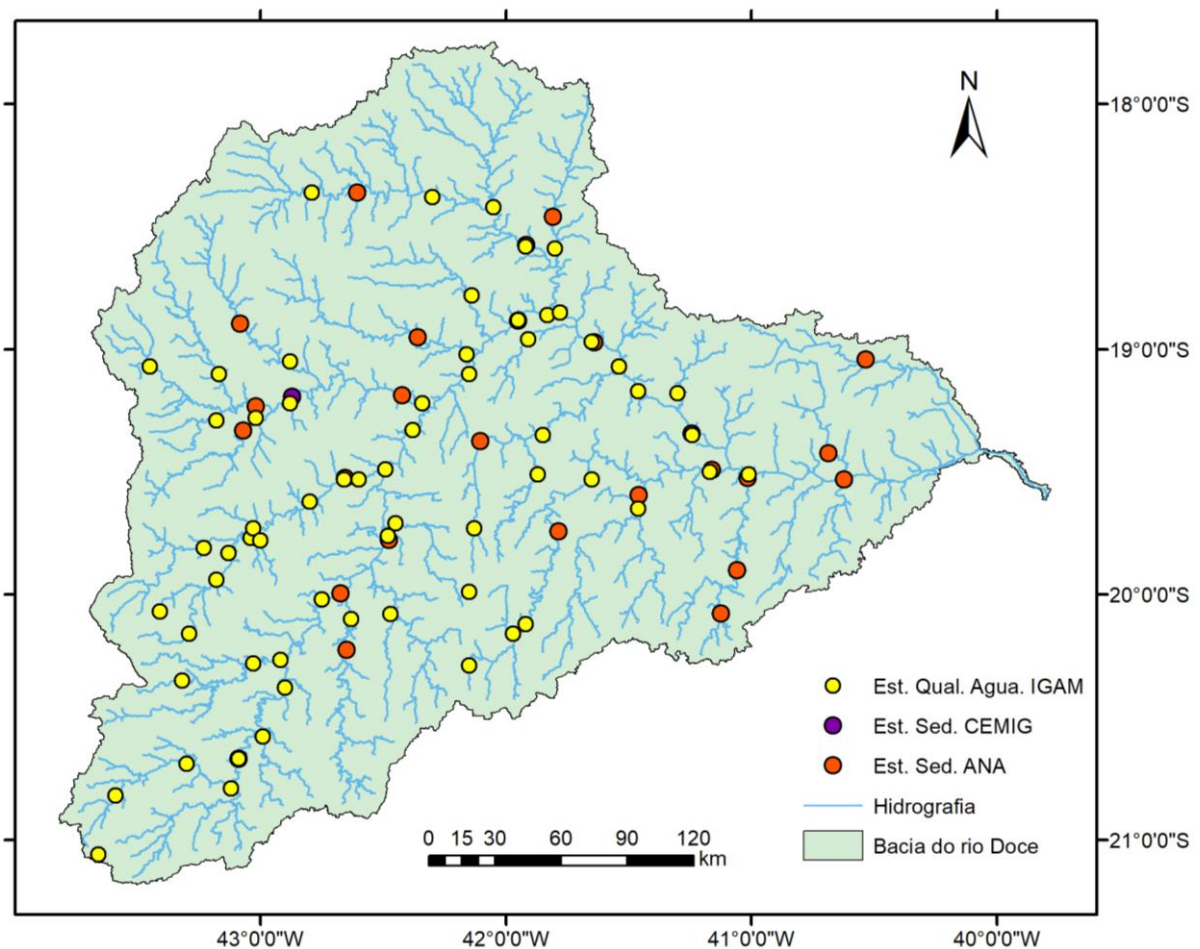 N
18°0'0"S
19°0'0"S
20°0'0"S
21°0'0"S
Est. Qual. Agua. IGAM
Est. Sed. CEMIG
Est. Sed. ANA
Hidrografia
Bacia do rio Doce
0 15 30 60 90 120
km
43°0'0"W 42°0'0"W 41°0'0"W 40°0'0"W